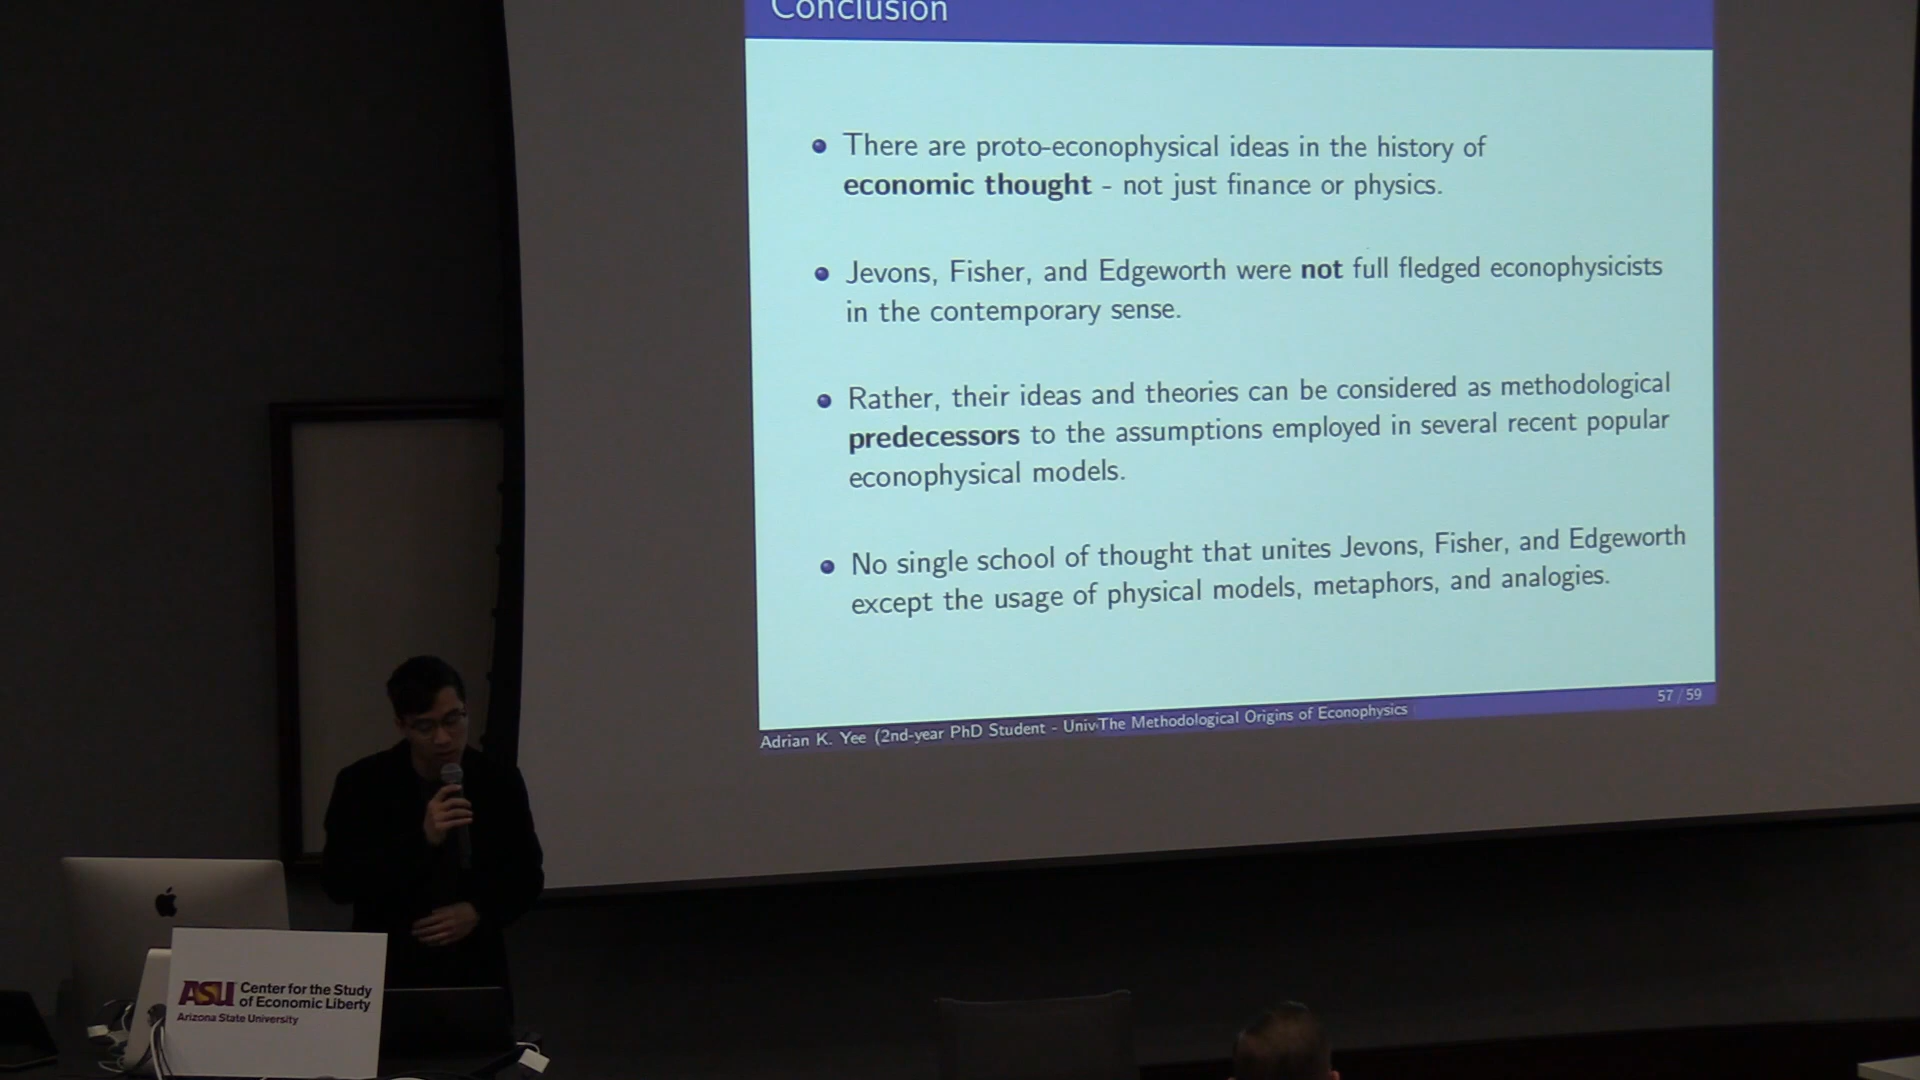 Conclusion
There are proto-econophysical ideas in the history of
economic thought - not just finance or physics.
Jevons, Fisher, and Edgeworth were not full fledged econophysicists
in the contemporary sense.
Rather, their ideas and theories can be considered as methodological
predecessors to the assumptions employed in several recent popular
econophysical models.
No single school of thought that unites Jevons, Fisher, and Edgeworth
except the usage of physical models, metaphors, and analogies.
Adrian K. Yee (2nd-year PhD Student - Univ The Methodological Origins of Econophysics
57 / 59
ASU Center for the Study
of Economic Liberty
Arizona State University